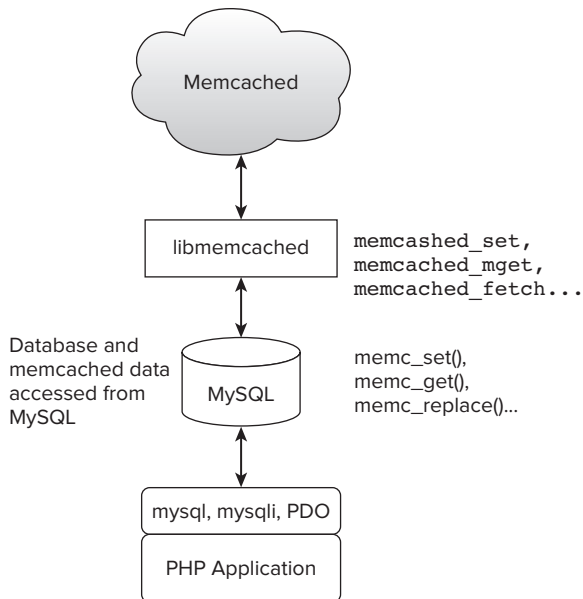 Memcached
libmemcached
memcashed_set,
memcached_mget,
memcached_fetch...
Database and
memcached data
accessed from
MySQL
MySQL
memc_set(),
memc_get(),
memc_replace()...
mysql, mysqli, PDO
PHP Application